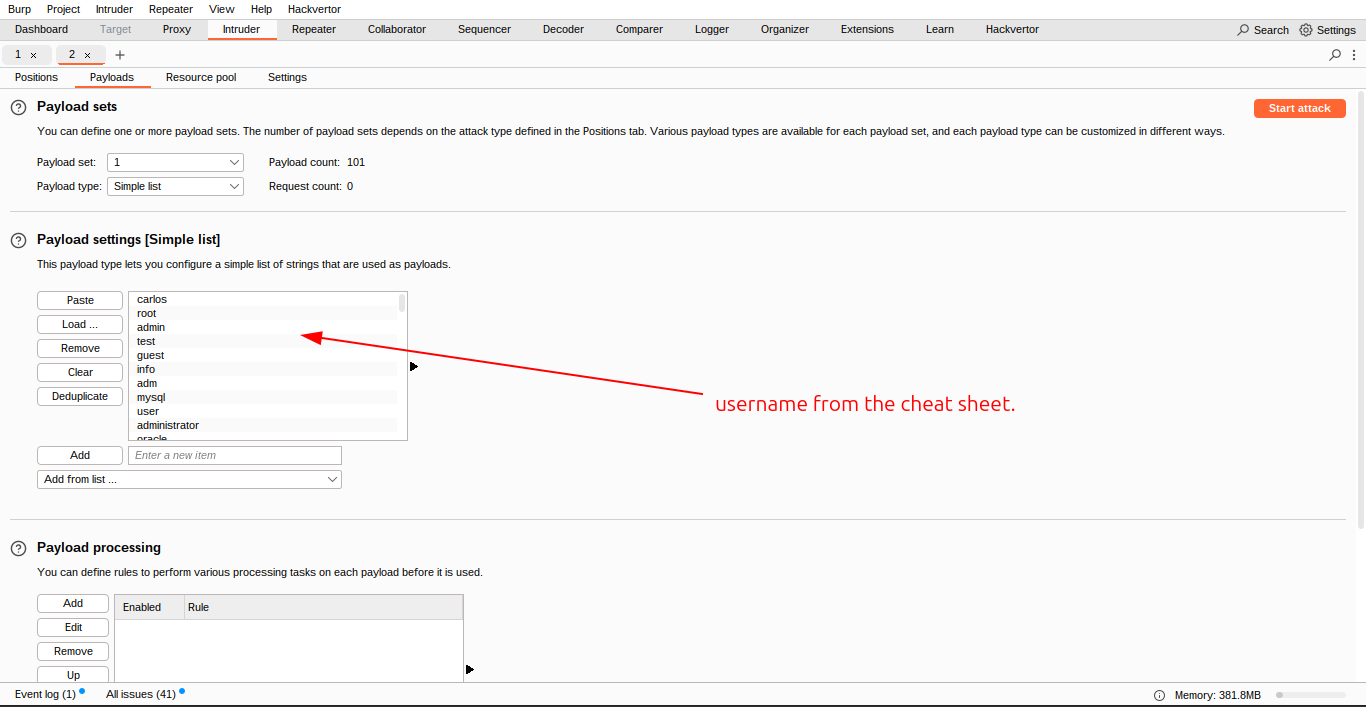 Burp Project Intruder Repeater View Help Hackvertor
Dashboard Target Proxy Intruder Repeater Collaborator Sequencer Decoder Comparer Logger Organizer Extensions Learn Hackvertor Search Settings
1 × 2 × +
Positions Payloads Resource pool Settings
? Payload sets Start attack
You can define one or more payload sets. The number of payload sets depends on the attack type defined in the Positions tab. Various payload types are available for each payload set, and each payload type can be customized in different ways.
Payload set: 1 Payload count: 101
Payload type: Simple list Request count: 0
? Payload settings [Simple list]
This payload type lets you configure a simple list of strings that are used as payloads.
Paste carlos
root
Load ... admin
test
Remove guest
Clear info
adm
Deduplicate mysql
username from the cheat sheet.
user
administrator
oracle
Add Enter a new item
Add from list ...
? Payload processing
You can define rules to perform various processing tasks on each payload before it is used.
Add Enabled Rule
Edit
Remove
Up
Event log (1) All issues (41) Memory: 381.8MB